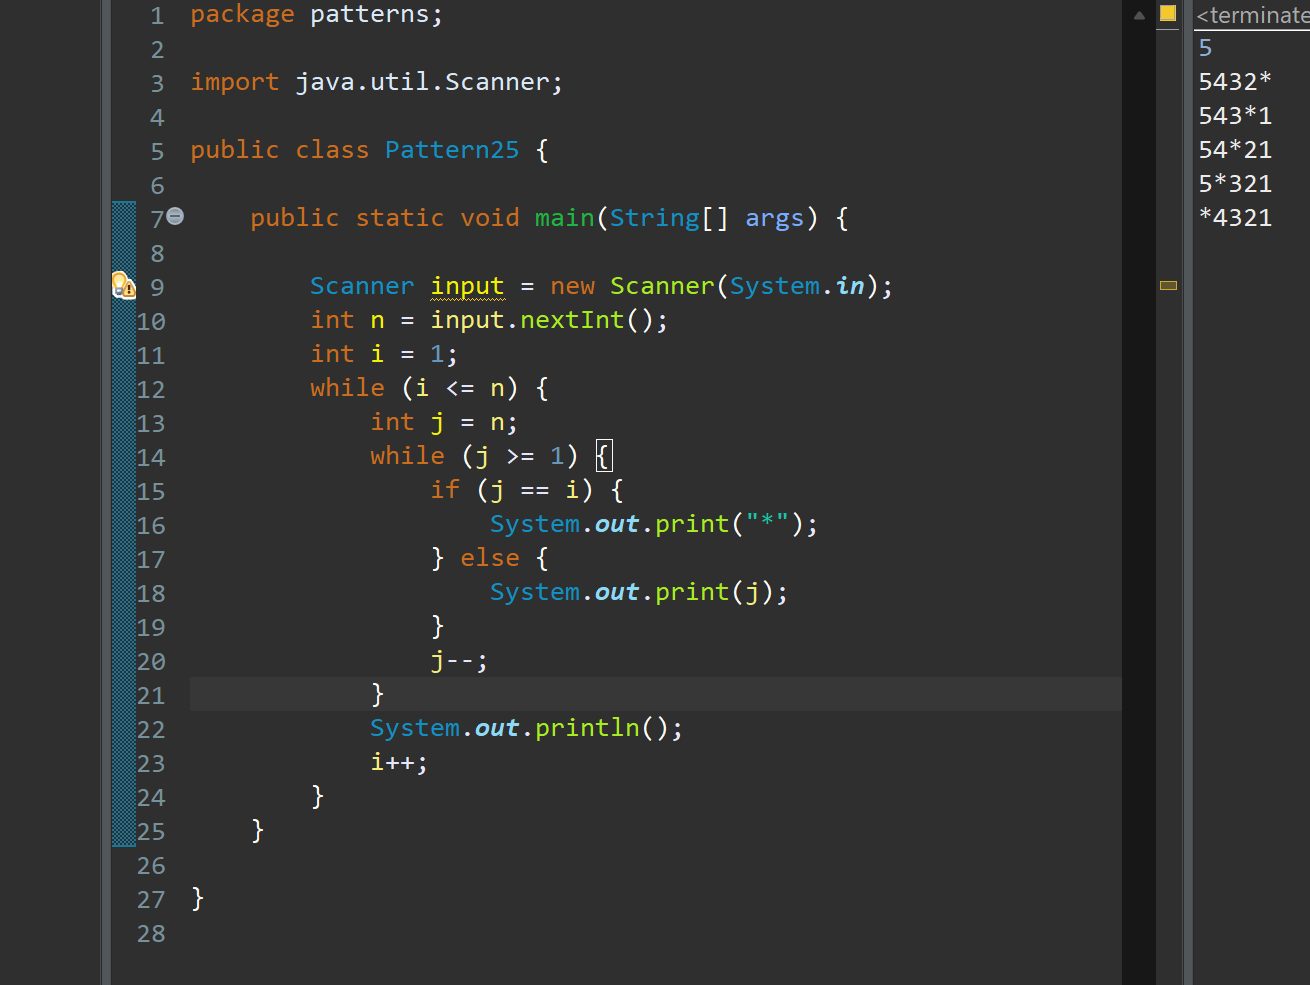 1 package patterns;
2
3 import java.util.Scanner;
4
5 public class Pattern25 {
6
7     public static void main(String[] args) {
8
9         Scanner input = new Scanner(System.in);
10         int n = input.nextInt();
11         int i = 1;
12         while (i <= n) {
13             int j = n;
14             while (j >= 1) {
15                 if (j == i) {
16                     System.out.print("*");
17                 } else {
18                     System.out.print(j);
19                 }
20                 j--;
21             }
22             System.out.println();
23             i++;
24         }
25     }
26
27 }
28
<terminate
5
5432*
543*1
54*21
5*321
*4321